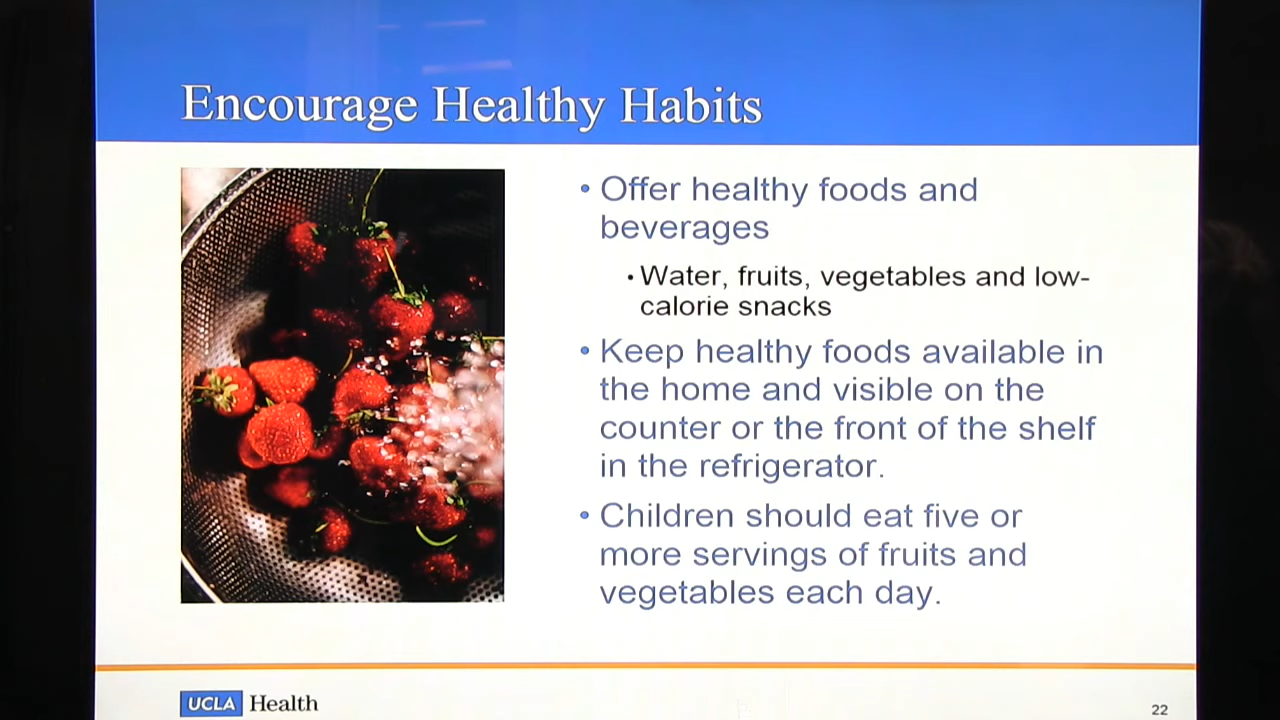 Encourage Healthy Habits
• Offer healthy foods and
beverages
• Water, fruits, vegetables and low-
calorie snacks
• Keep healthy foods available in
the home and visible on the
counter or the front of the shelf
in the refrigerator.
• Children should eat five or
more servings of fruits and
vegetables each day.
UCLA Health
22